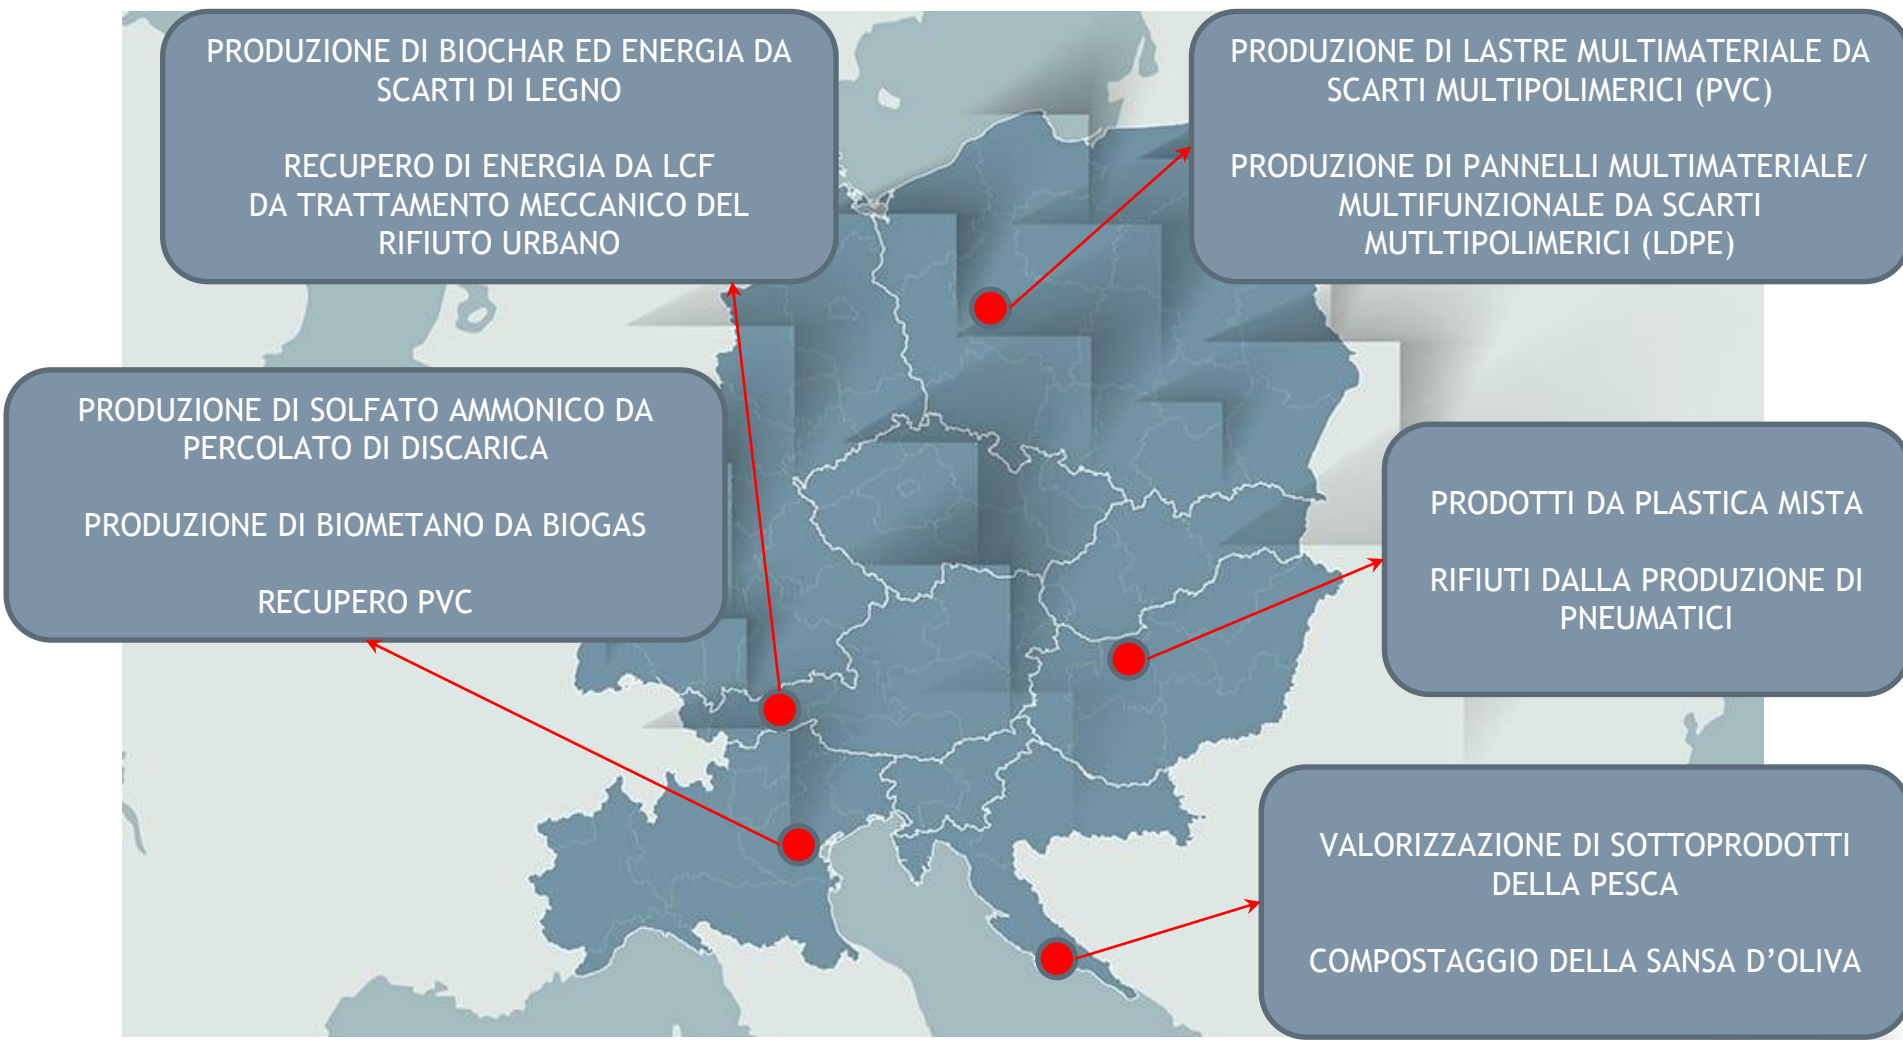 PRODUZIONE DI BIOCHAR ED ENERGIA DA
SCARTI DI LEGNO
RECUPERO DI ENERGIA DA LCF
DA TRATTAMENTO MECCANICO DEL
RIFIUTO URBANO
PRODUZIONE DI LASTRE MULTIMATERIALE DA
SCARTI MULTIPOLIMERICI (PVC)
PRODUZIONE DI PANNELLI MULTIMATERIALE/
MULTIFUNZIONALE DA SCARTI
MUTLTIPOLIMERICI (LDPE)
PRODUZIONE DI SOLFATO AMMONICO DA
PERCOLATO DI DISCARICA
PRODUZIONE DI BIOMETANO DA BIOGAS
RECUPERO PVC
PRODOTTI DA PLASTICA MISTA
RIFIUTI DALLA PRODUZIONE DI
PNEUMATICI
VALORIZZAZIONE DI SOTTOPRODOTTI
DELLA PESCA
COMPOSTAGGIO DELLA SANSA D'OLIVA